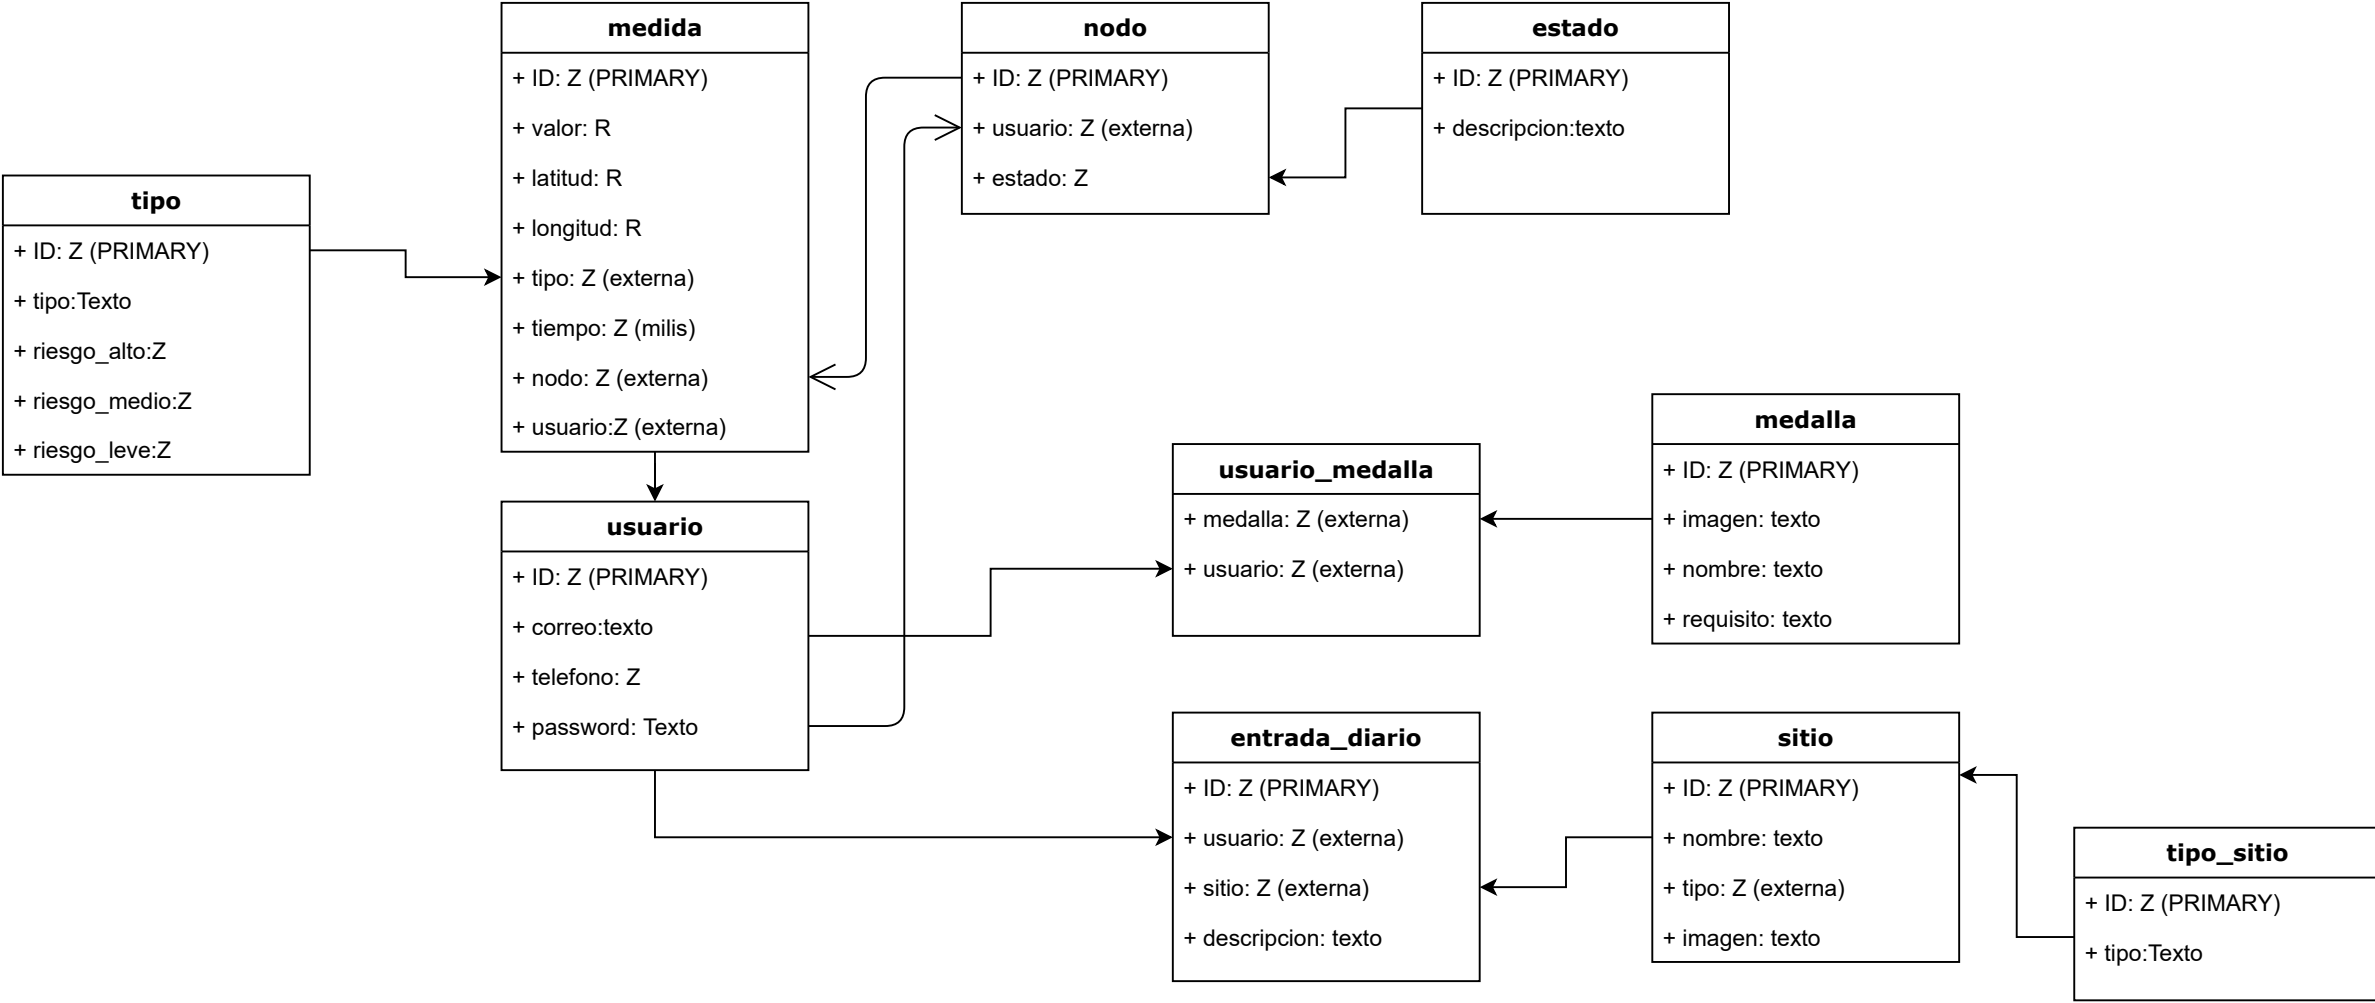 medida
+ ID: Z (PRIMARY)
+ valor: R
+ latitud: R
+ longitud: R
+ tipo: Z (externa)
+ tiempo: Z (milis)
+ nodo: Z (externa)
+ usuario:Z (externa)
nodo
+ ID: Z (PRIMARY)
+ usuario: Z (externa)
+ estado: Z
estado
+ ID: Z (PRIMARY)
+ descripcion:texto
tipo
+ ID: Z (PRIMARY)
+ tipo:Texto
+ riesgo_alto:Z
+ riesgo_medio:Z
+ riesgo_leve:Z
usuario
+ ID: Z (PRIMARY)
+ correo:texto
+ telefono: Z
+ password: Texto
usuario_medalla
+ medalla: Z (externa)
+ usuario: Z (externa)
medalla
+ ID: Z (PRIMARY)
+ imagen: texto
+ nombre: texto
+ requisito: texto
entrada_diario
+ ID: Z (PRIMARY)
+ usuario: Z (externa)
+ sitio: Z (externa)
+ descripcion: texto
sitio
+ ID: Z (PRIMARY)
+ nombre: texto
+ tipo: Z (externa)
+ imagen: texto
tipo_sitio
+ ID: Z (PRIMARY)
+ tipo:Texto